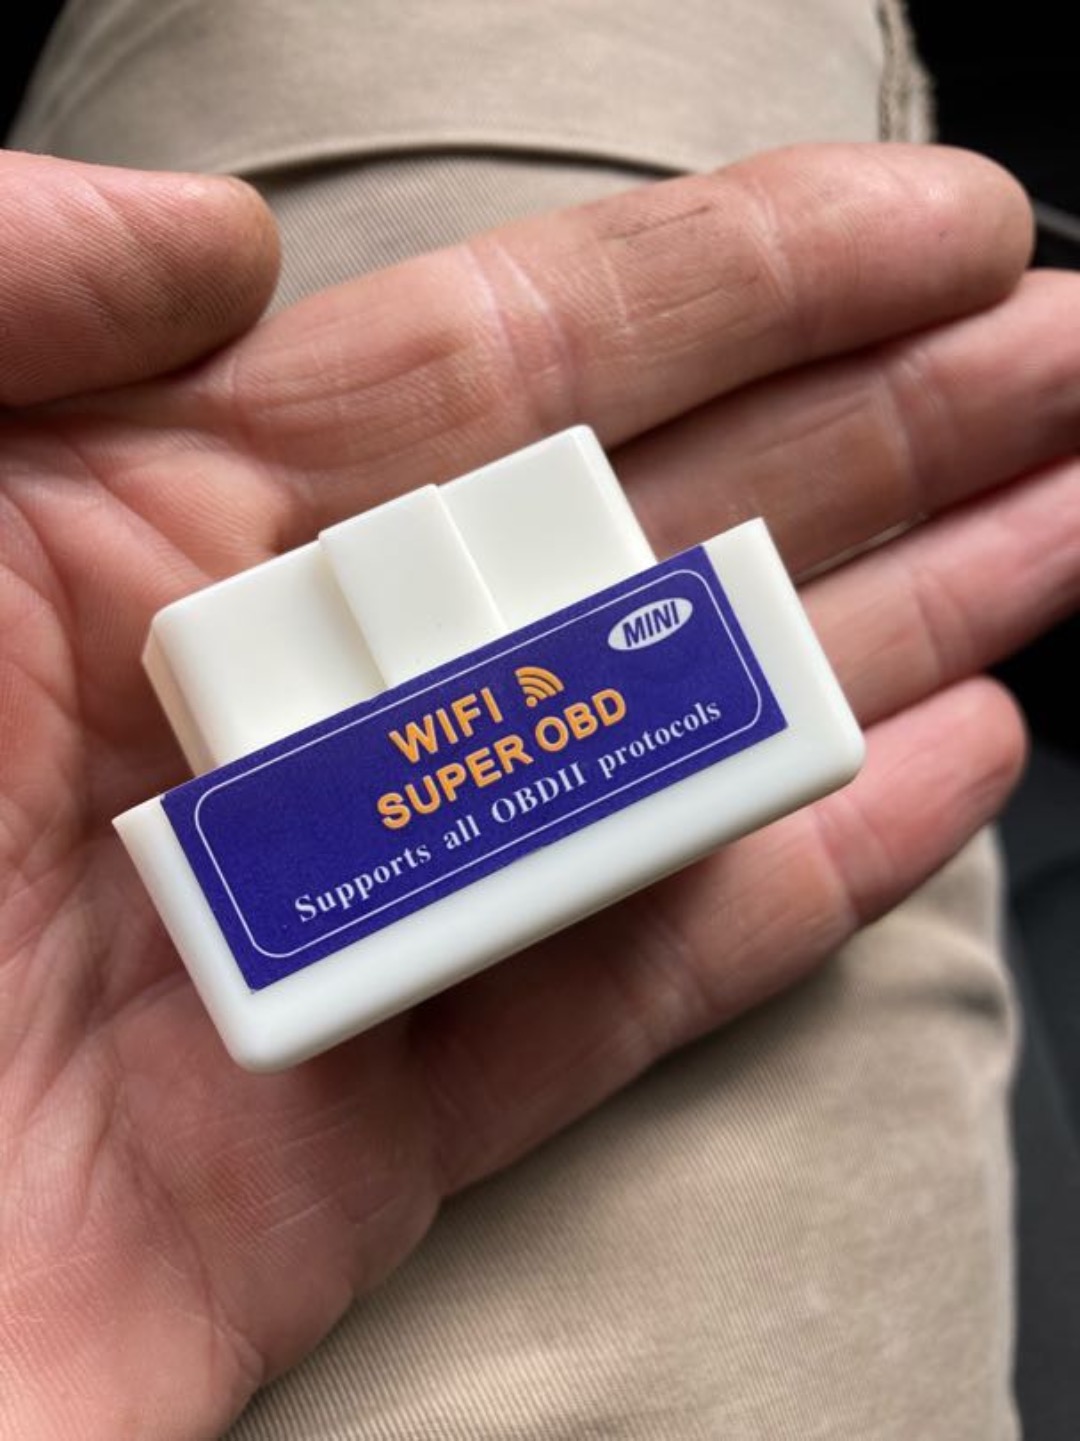 MINI
WIFI
SUPER OBD
Supports all OBDII protocols